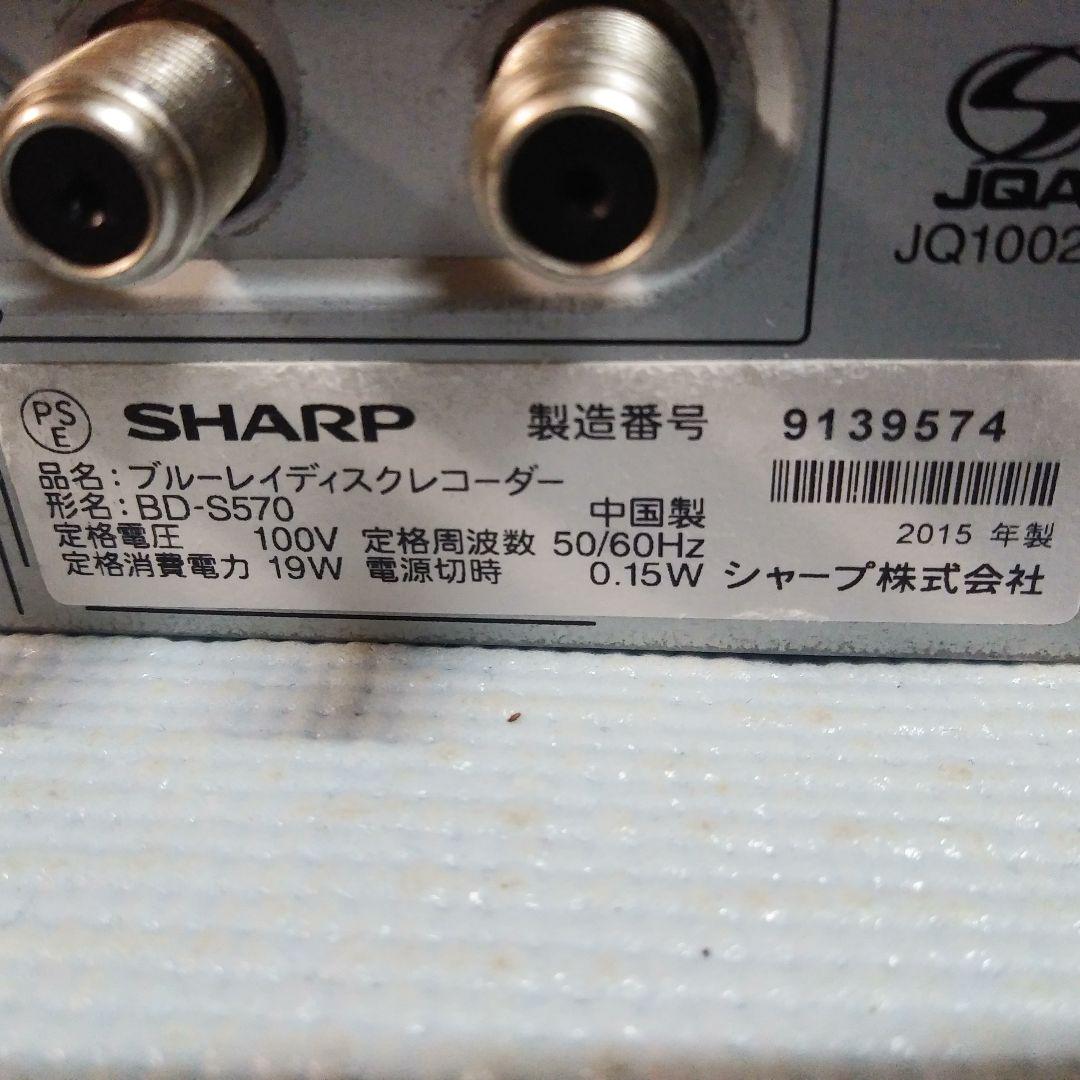 JQA
JQ1002
PSE SHARP 製造番号 9139574
品名：ブルーレイディスクレコーダー
形名：BD-S570 中国製
2015 年製
定格電圧 100V 定格周波数 50/60Hz
定格消費電力 19W 電源切時 0.15W シャープ株式会社